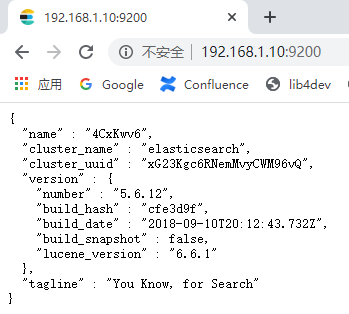 192.168.1.10:9200
不安全 | 192.168.1.10:9200
应用 Google Confluence lib4dev
{
  "name" : "4CxKwv6",
  "cluster_name" : "elasticsearch",
  "cluster_uuid" : "xG23Kgc6RNemMvyCWM96vQ",
  "version" : {
    "number" : "5.6.12",
    "build_hash" : "cfe3d9f",
    "build_date" : "2018-09-10T20:12:43.732Z",
    "build_snapshot" : false,
    "lucene_version" : "6.6.1"
  },
  "tagline" : "You Know, for Search"
}